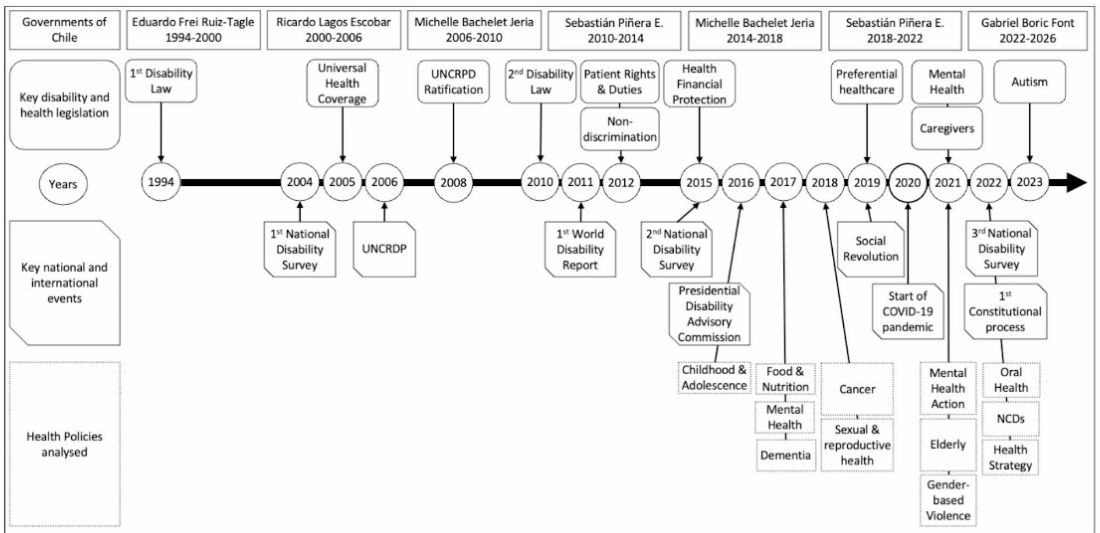 Governments of
Chile
Eduardo Frei Ruiz-Tagle
1994-2000
Ricardo Lagos Escobar
2000-2006
Michelle Bachelet Jeria
2006-2010
Sebastián Piñera E.
2010-2014
Michelle Bachelet Jeria
2014-2018
Sebastián Piñera E.
2018-2022
Gabriel Boric Font
2022-2026
Key disability and
health legislation
1st Disability
Law
Universal
Health
Coverage
UNCRPD
Ratification
2nd Disability
Law
Patient Rights
& Duties
Non-
discrimination
Health
Financial
Protection
Preferential
healthcare
Mental
Health
Caregivers
Autism
Years
1994
2004
2005
2006
2008
2010
2011
2012
2015
2016
2017
2018
2019
2020
2021
2022
2023
Key national and
international
events
1st National
Disability
Survey
UNCRDP
1st World
Disability
Report
2nd National
Disability
Survey
Presidential
Disability
Advisory
Commission
Social
Revolution
Start of
COVID-19
pandemic
3rd National
Disability
Survey
1st
Constitutional
process
Health Policies
analysed
Childhood &
Adolescence
Food &
Nutrition
Mental
Health
Dementia
Cancer
Sexual &
reproductive
health
Mental
Health
Action
Elderly
Gender-
based
Violence
Oral
Health
NCDs
Health
Strategy